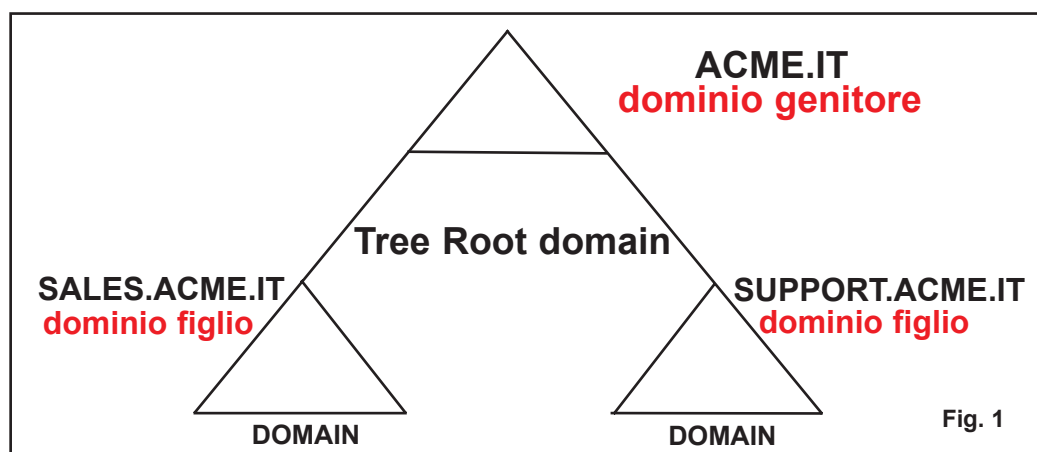 ACME.IT
dominio genitore
Tree Root domain
SALES.ACME.IT
dominio figlio
SUPPORT.ACME.IT
dominio figlio
DOMAIN
DOMAIN
Fig. 1